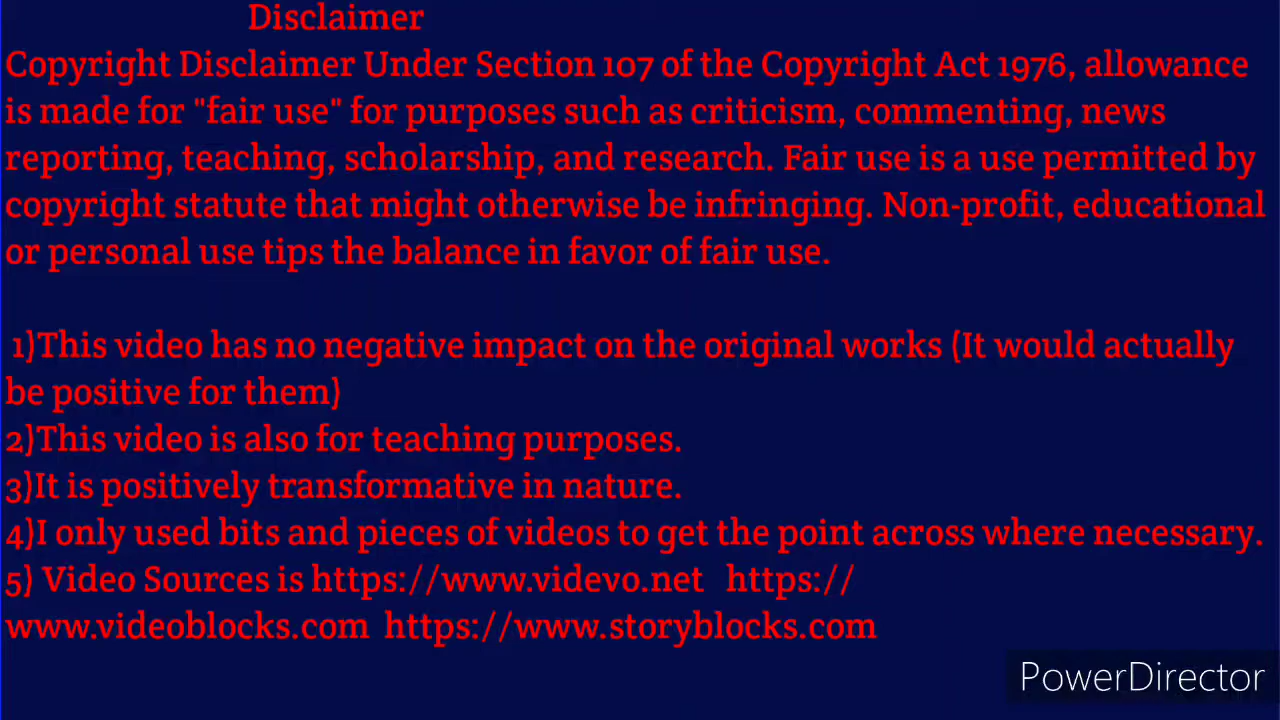 Disclaimer
Copyright Disclaimer Under Section 107 of the Copyright Act 1976, allowance
is made for "fair use" for purposes such as criticism, commenting, news
reporting, teaching, scholarship, and research. Fair use is a use permitted by
copyright statute that might otherwise be infringing. Non-profit, educational
or personal use tips the balance in favor of fair use.
1)This video has no negative impact on the original works (It would actually
be positive for them)
2)This video is also for teaching purposes.
3)It is positively transformative in nature.
4)I only used bits and pieces of videos to get the point across where necessary.
5) Video Sources is https://www.videvo.net https://
www.videoblocks.com https://www.storyblocks.com
PowerDirector